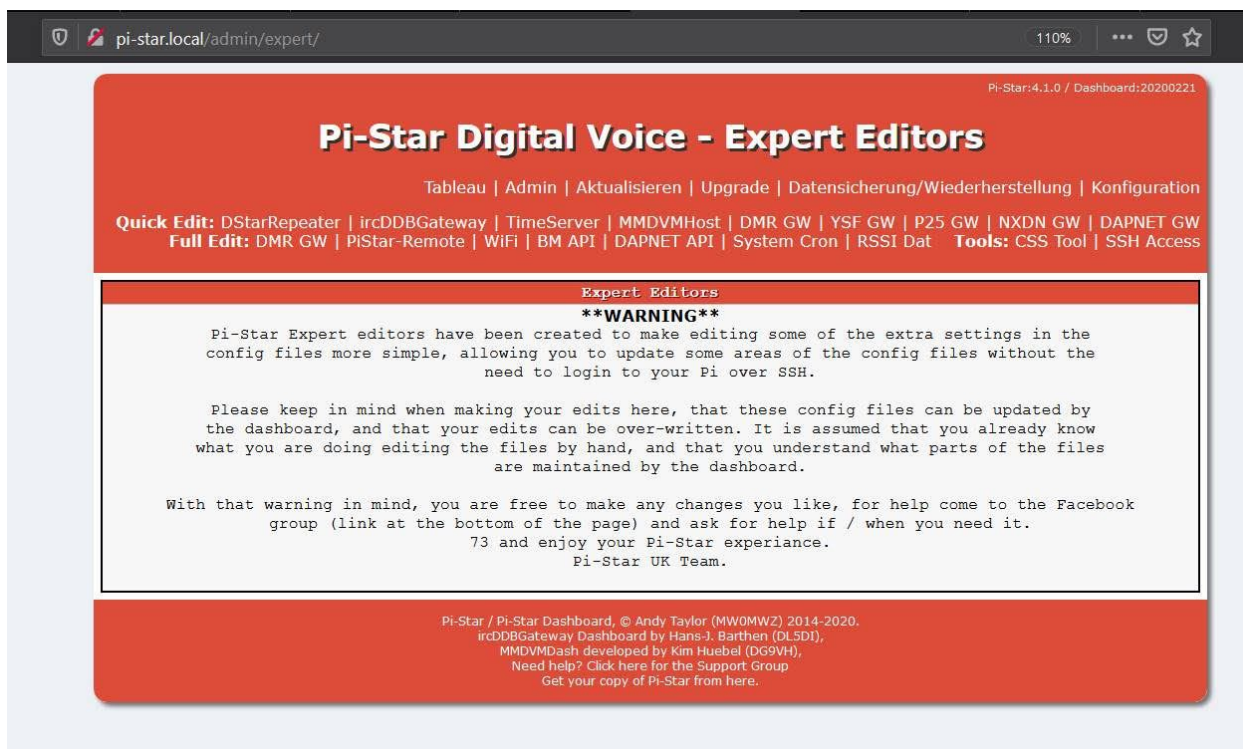 pi-star.local/admin/expert/
110%
Pi-Star:4.1.0 / Dashboard:20200221
Pi-Star Digital Voice - Expert Editors
Tableau | Admin | Aktualisieren | Upgrade | Datensicherung/Wiederherstellung | Konfiguration
Quick Edit: DStarRepeater | ircDDBGateway | TimeServer | MMDVMHost | DMR GW | YSF GW | P25 GW | NXDN GW | DAPNET GW
Full Edit: DMR GW | PiStar-Remote | WiFi | BM API | DAPNET API | System Cron | RSSI Dat Tools: CSS Tool | SSH Access
Expert Editors
**WARNING**
Pi-Star Expert editors have been created to make editing some of the extra settings in the
config files more simple, allowing you to update some areas of the config files without the
need to login to your Pi over SSH.
Please keep in mind when making your edits here, that these config files can be updated by
the dashboard, and that your edits can be over-written. It is assumed that you already know
what you are doing editing the files by hand, and that you understand what parts of the files
are maintained by the dashboard.
With that warning in mind, you are free to make any changes you like, for help come to the Facebook
group (link at the bottom of the page) and ask for help if / when you need it.
73 and enjoy your Pi-Star experiance.
Pi-Star UK Team.
Pi-Star / Pi-Star Dashboard, © Andy Taylor (MW0MWZ) 2014-2020.
ircDDBGateway Dashboard by Hans-J. Barthen (DL5DI),
MMDVMDash developed by Kim Huebel (DG9VH),
Need help? Click here for the Support Group
Get your copy of Pi-Star from here.